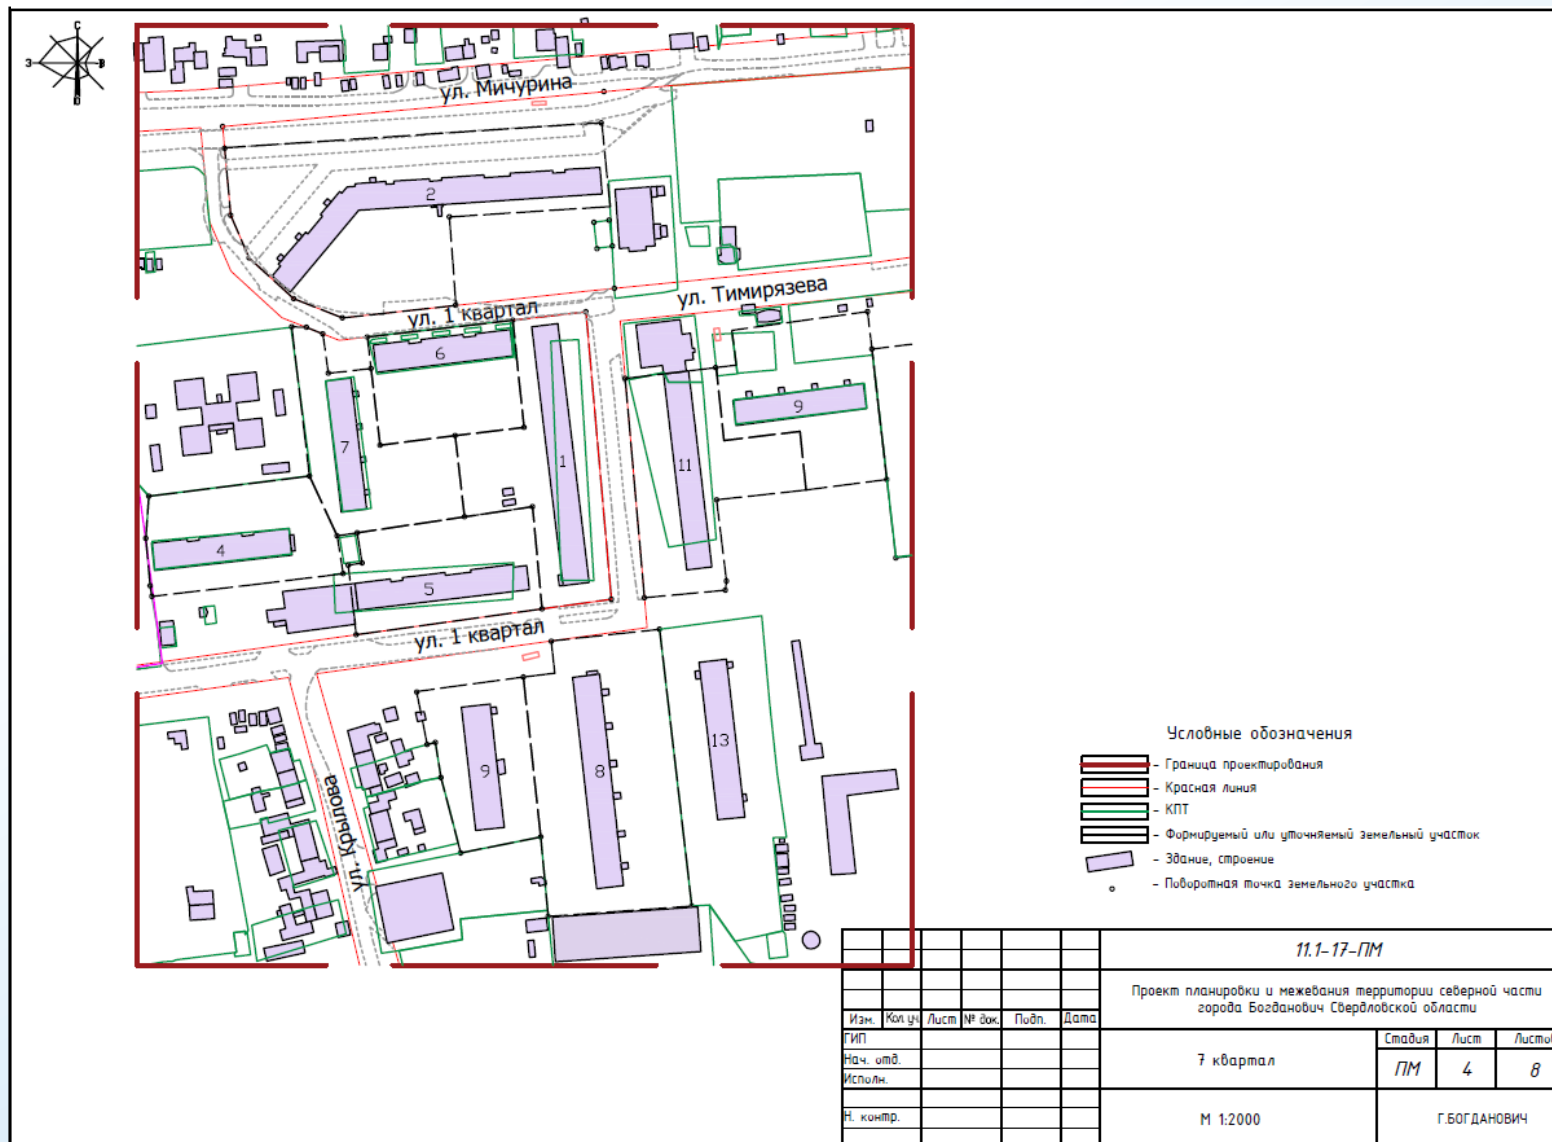 С
З
В
Ю
ул. Мичурина
2
ул. Тимирязева
ул. 1 квартал
6
9
7
1
11
4
5
ул. 1 квартал
13
9
8
ул. Крылова
Условные обозначения
- Граница проектирования
- Красная линия
- КПТ
- Формируемый или уточняемый земельный участок
- Здание, строение
- Поворотная точка земельного участка
11.1-17-ПМ
Проект планировки и межевания территории северной части
города Богданович Свердловской области
Изм. Кол.уч Лист № док. Подп. Дата
ГИП
Нач. отд.
Исполн.
Н. контр.
7 квартал
Стадия Лист Листов
ПМ 4 8
М 1:2000
Г.БОГДАНОВИЧ